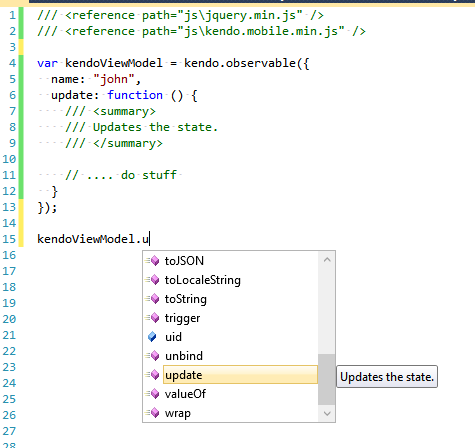 1 /// <reference path="js\jquery.min.js" />
2 /// <reference path="js\kendo.mobile.min.js" />
3
4 var kendoViewModel = kendo.observable({
5 name: "john",
6 update: function () {
7 /// <summary>
8 /// Updates the state.
9 /// </summary>
10
11 // .... do stuff
12 }
13 });
14
15 kendoViewModel.u
16 toJSON
17 toLocaleString
18 toString
19 trigger
20 uid
21 unbind
22
23 update Updates the state.
24 valueOf
25 wrap
26
27
28